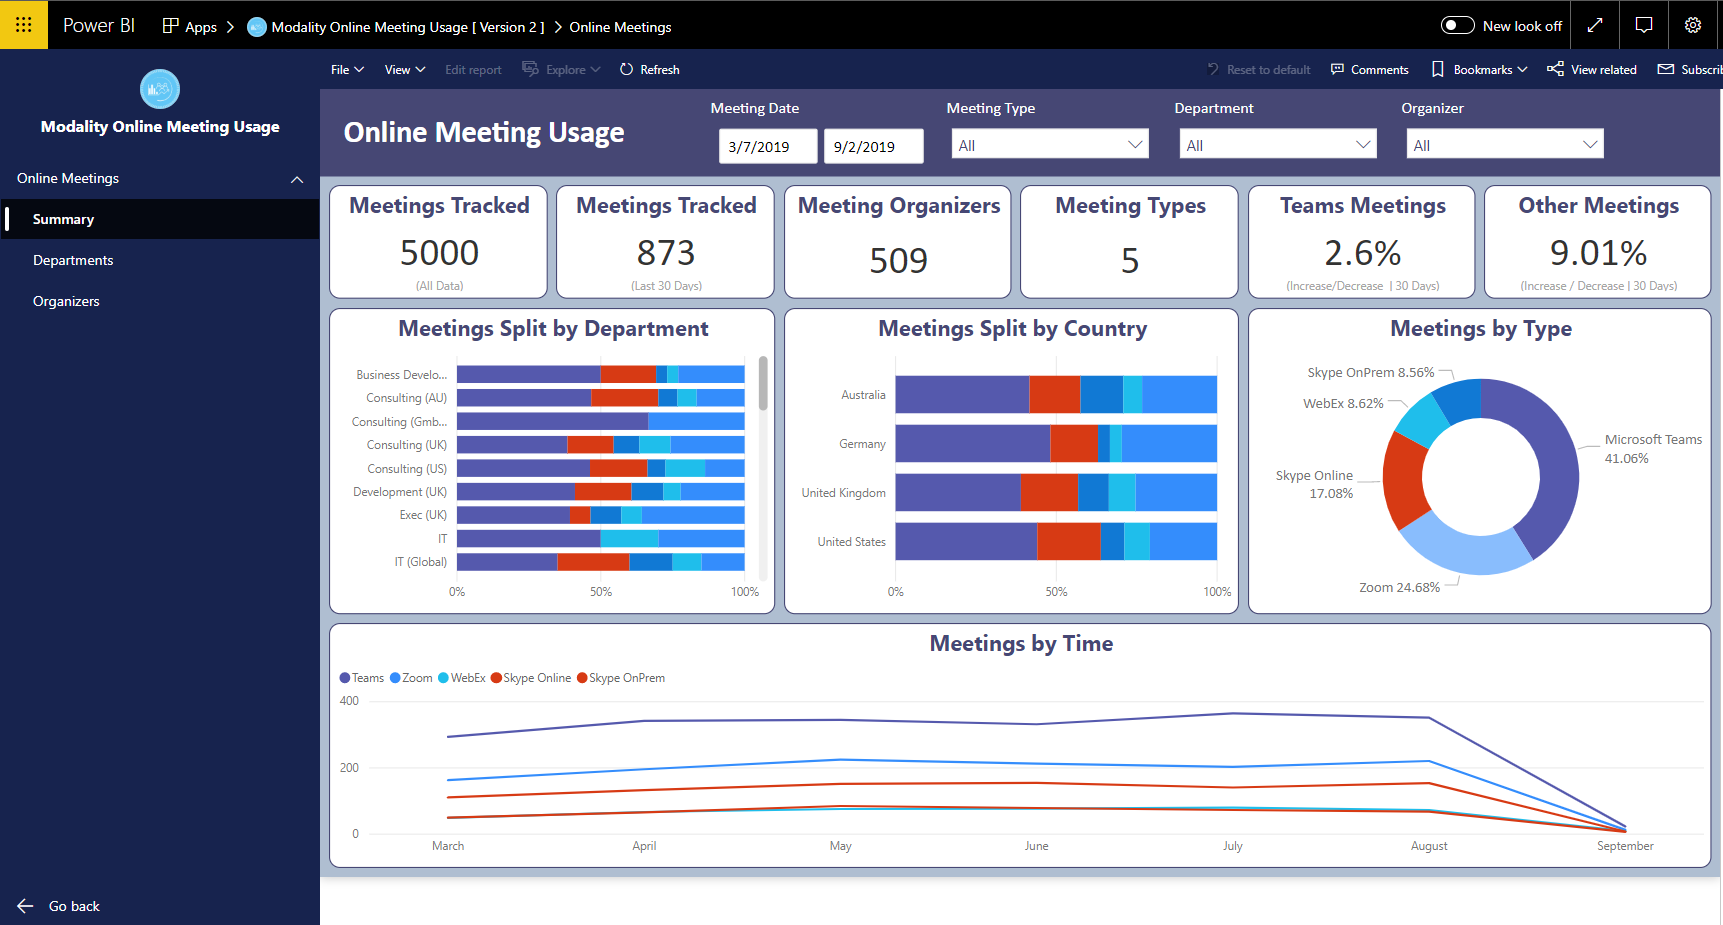 Power BI
Apps
Modality Online Meeting Usage [ Version 2 ]
Online Meetings
New look off
Modality Online Meeting Usage
Online Meetings
Summary
Departments
Organizers
Go back
File
View
Edit report
Explore
Refresh
Reset to default
Comments
Bookmarks
View related
Subscrib
Online Meeting Usage
Meeting Date
3/7/2019
9/2/2019
Meeting Type
All
Department
All
Organizer
All
Meetings Tracked
5000
(All Data)
Meetings Tracked
873
(Last 30 Days)
Meeting Organizers
509
Meeting Types
5
Teams Meetings
2.6%
(Increase/Decrease | 30 Days)
Other Meetings
9.01%
(Increase / Decrease | 30 Days)
Meetings Split by Department
Business Develo...
Consulting (AU)
Consulting (Gmb...
Consulting (UK)
Consulting (US)
Development (UK)
Exec (UK)
IT
IT (Global)
0%
50%
100%
Meetings Split by Country
Australia
Germany
United Kingdom
United States
0%
50%
100%
Meetings by Type
Skype OnPrem 8.56%
WebEx 8.62%
Microsoft Teams
41.06%
Skype Online
17.08%
Zoom 24.68%
Meetings by Time
Teams Zoom WebEx Skype Online Skype OnPrem
400
200
0
March
April
May
June
July
August
September